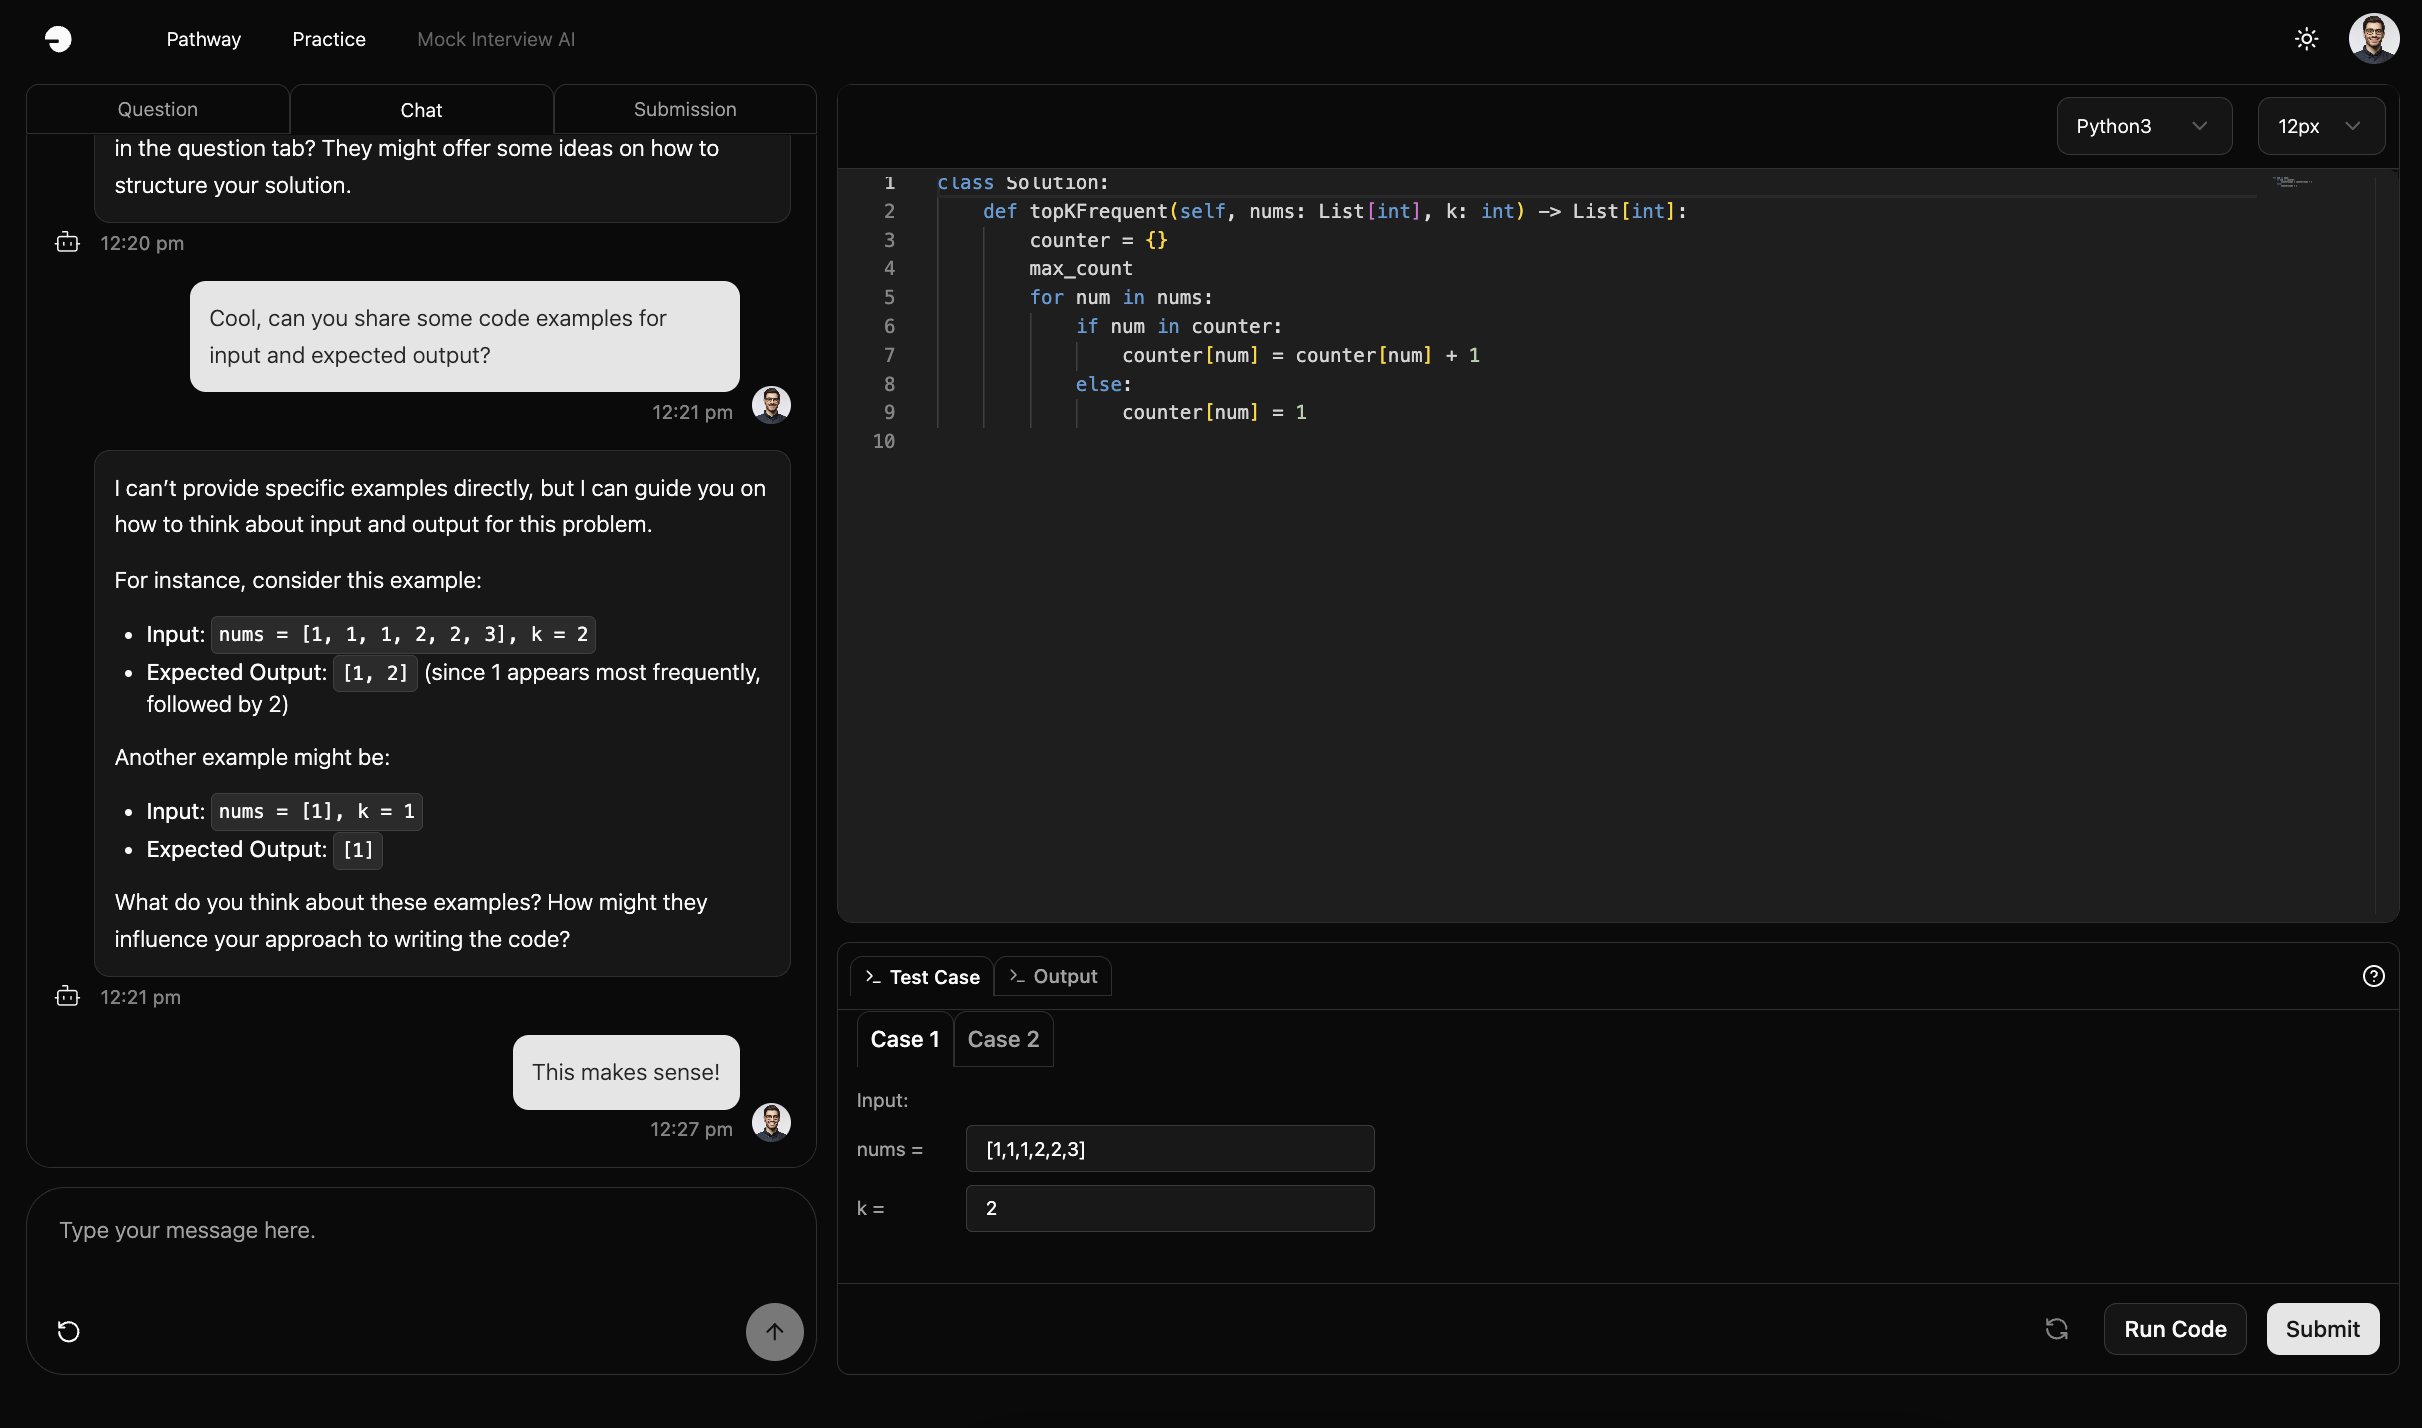 Pathway
Practice
Mock Interview AI
Question
Chat
Submission
in the question tab? They might offer some ideas on how to
structure your solution.
12:20 pm
Cool, can you share some code examples for
input and expected output?
12:21 pm
I can’t provide specific examples directly, but I can guide you on
how to think about input and output for this problem.
For instance, consider this example:
• Input: nums = [1, 1, 1, 2, 2, 3], k = 2
• Expected Output: [1, 2] (since 1 appears most frequently,
followed by 2)
Another example might be:
• Input: nums = [1], k = 1
• Expected Output: [1]
What do you think about these examples? How might they
influence your approach to writing the code?
12:21 pm
This makes sense!
12:27 pm
Type your message here.
Python3
12px
1 class Solution:
2     def topKFrequent(self, nums: List[int], k: int) -> List[int]:
3         counter = {}
4         max_count
5         for num in nums:
6             if num in counter:
7                 counter[num] = counter[num] + 1
8             else:
9                 counter[num] = 1
10
>_ Test Case
>_ Output
Case 1
Case 2
Input:
nums = [1,1,1,2,2,3]
k = 2
Run Code
Submit